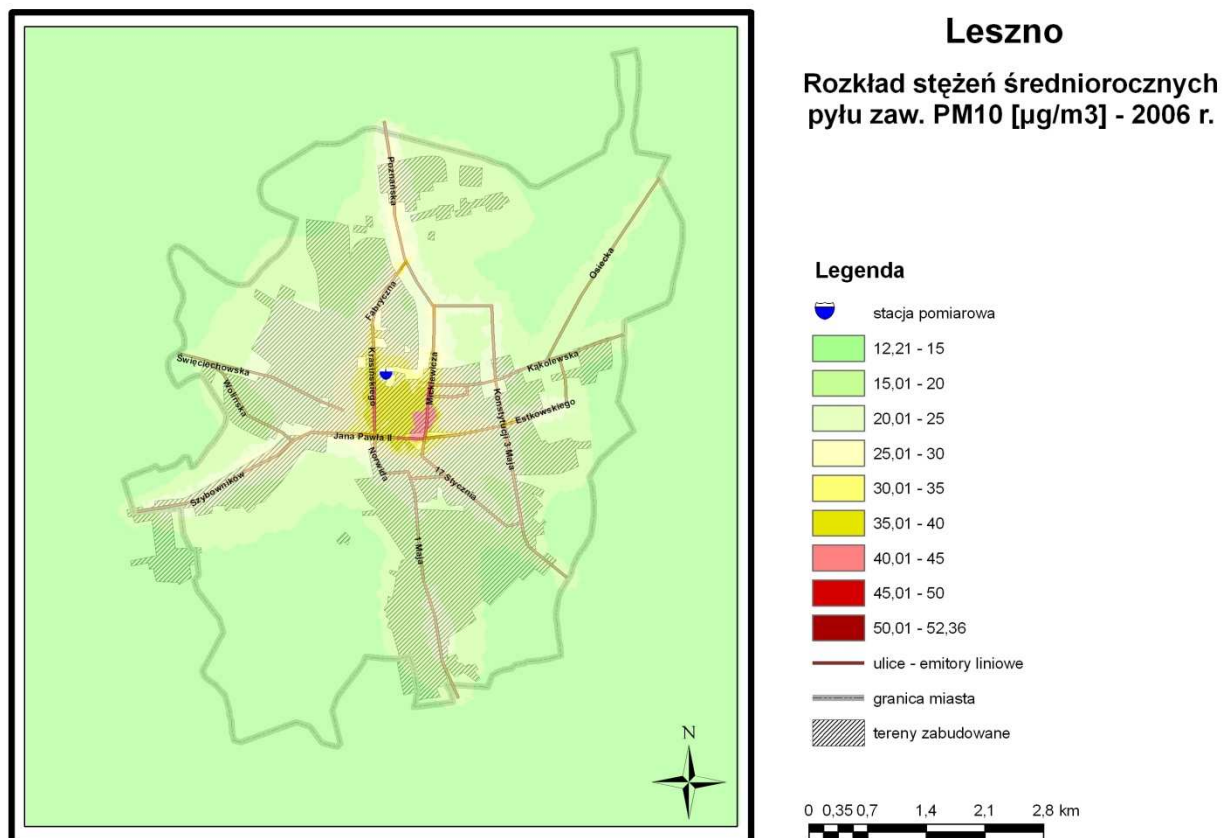 Leszno
Rozkład stężeń średniorocznych
pyłu zaw. PM10 [µg/m3] - 2006 r.
Poznańska
Osiecka
Fabryczna
Święciechowska
Krasińskiego
Mickiewicza
Kąkolewska
Wolińska
Konstytucji 3 Maja
Estkowskiego
Jana Pawła II
Norwida
17 Stycznia
Szybowników
1 Maja
N
Legenda
stacja pomiarowa
12,21 - 15
15,01 - 20
20,01 - 25
25,01 - 30
30,01 - 35
35,01 - 40
40,01 - 45
45,01 - 50
50,01 - 52,36
ulice - emitory liniowe
granica miasta
tereny zabudowane
0 0,35 0,7 1,4 2,1 2,8 km